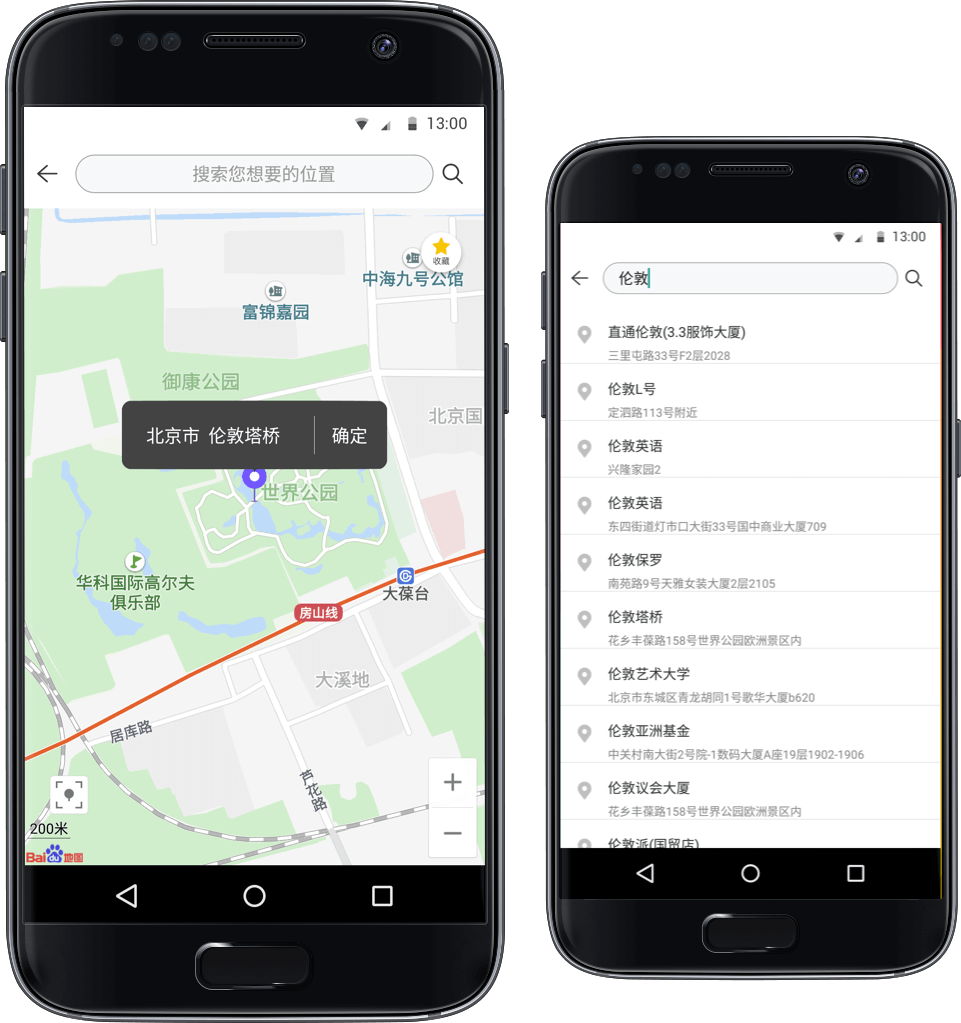 13:00
搜索您想要的位置
收藏
中海九号公馆
富锦嘉园
御康公园
北京国
北京市 伦敦塔桥 确定
世界公园
华科国际高尔夫
俱乐部
大葆台
房山线
大溪地
居库路
芦花路
200米
Bai du 地图
13:00
伦敦
直通伦敦(3.3服饰大厦)
三里屯路33号F2层2028
伦敦L号
定泗路113号附近
伦敦英语
兴隆家园2
伦敦英语
东四街道灯市口大街33号国中商业大厦709
伦敦保罗
南苑路9号天雅女装大厦2层2105
伦敦塔桥
花乡丰葆路158号世界公园欧洲景区内
伦敦艺术大学
北京市东城区青龙胡同1号歌华大厦b620
伦敦亚洲基金
中关村南大街2号院-1数码大厦A座19层1902-1906
伦敦议会大厦
花乡丰葆路158号世界公园欧洲景区内
伦敦派(国贸店)